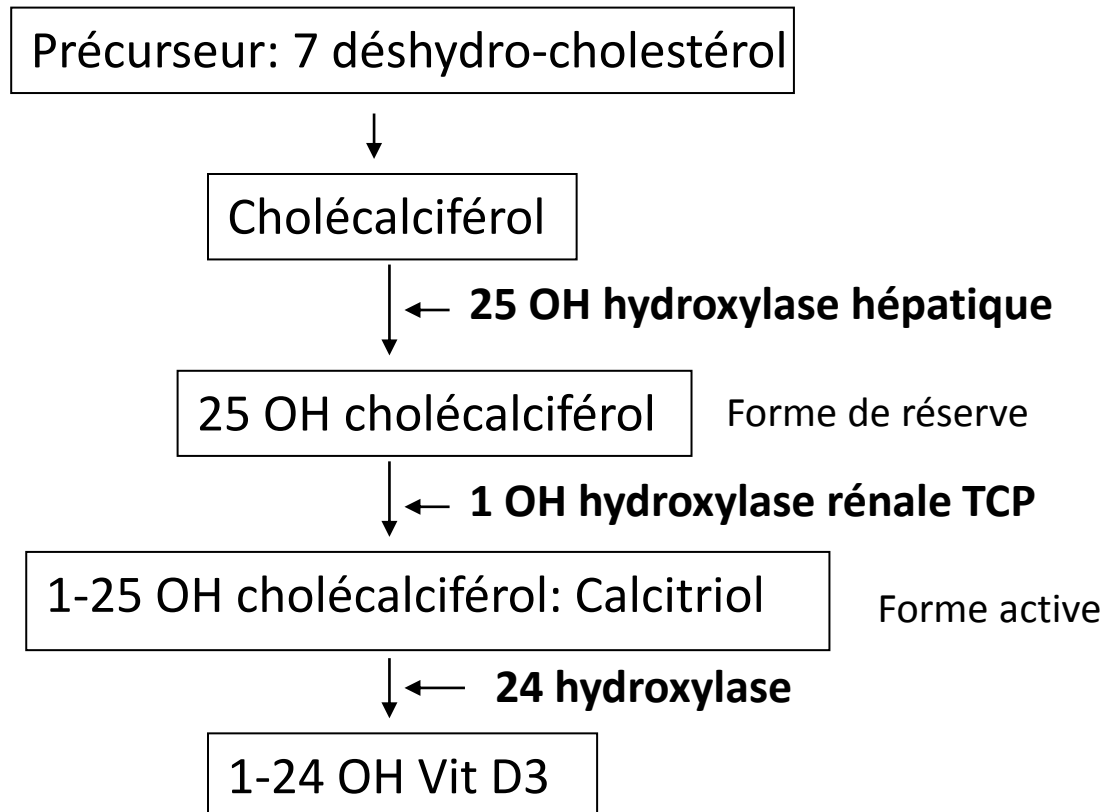 Précurseur: 7 déshydro-cholestérol
Cholécalciférol
25 OH hydroxylase hépatique
25 OH cholécalciférol
Forme de réserve
1 OH hydroxylase rénale TCP
1-25 OH cholécalciférol: Calcitriol
Forme active
24 hydroxylase
1-24 OH Vit D3